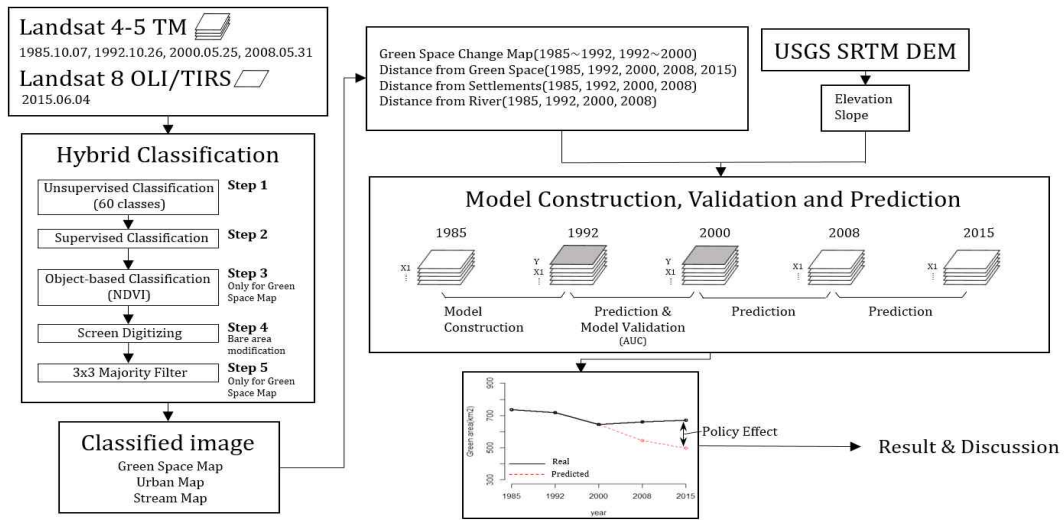 Landsat 4-5 TM
1985.10.07, 1992.10.26, 2000.05.25, 2008.05.31
Landsat 8 OLI/TIRS
2015.06.04
Hybrid Classification
Unsupervised Classification
(60 classes)
Step 1
Supervised Classification
Step 2
Object-based Classification
(NDVI)
Step 3
Only for Green
Space Map
Screen Digitizing
Step 4
Bare area
modification
3x3 Majority Filter
Step 5
Only for Green
Space Map
Classified image
Green Space Map
Urban Map
Stream Map
Green Space Change Map(1985~1992, 1992~2000)
Distance from Green Space(1985, 1992, 2000, 2008, 2015)
Distance from Settlements(1985, 1992, 2000, 2008)
Distance from River(1985, 1992, 2000, 2008)
USGS SRTM DEM
Elevation
Slope
Model Construction, Validation and Prediction
1985
X1
⋮
1992
Y
X1
⋮
2000
Y
X1
⋮
2008
X1
⋮
2015
X1
⋮
Model
Construction
Prediction &
Model Validation
(AUC)
Prediction
Prediction
Green area(km2)
900
700
500
300
Real
Predicted
1985
1992
2000
2008
2015
year
Policy Effect
Result & Discussion